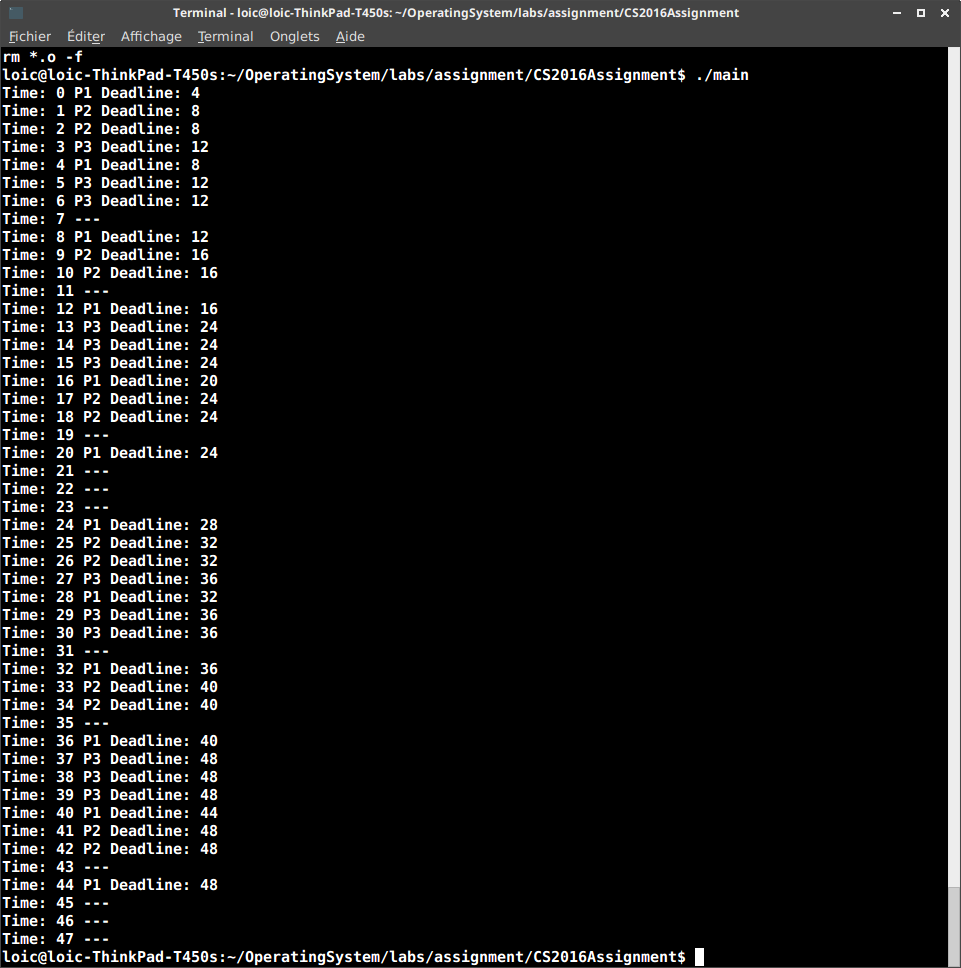 Terminal - loic@loic-ThinkPad-T450s: ~/OperatingSystem/labs/assignment/CS2016Assignment
Fichier Éditer Affichage Terminal Onglets Aide
rm *.o -f
loic@loic-ThinkPad-T450s:~/OperatingSystem/labs/assignment/CS2016Assignment$ ./main
Time: 0 P1 Deadline: 4
Time: 1 P2 Deadline: 8
Time: 2 P2 Deadline: 8
Time: 3 P3 Deadline: 12
Time: 4 P1 Deadline: 8
Time: 5 P3 Deadline: 12
Time: 6 P3 Deadline: 12
Time: 7 ---
Time: 8 P1 Deadline: 12
Time: 9 P2 Deadline: 16
Time: 10 P2 Deadline: 16
Time: 11 ---
Time: 12 P1 Deadline: 16
Time: 13 P3 Deadline: 24
Time: 14 P3 Deadline: 24
Time: 15 P3 Deadline: 24
Time: 16 P1 Deadline: 20
Time: 17 P2 Deadline: 24
Time: 18 P2 Deadline: 24
Time: 19 ---
Time: 20 P1 Deadline: 24
Time: 21 ---
Time: 22 ---
Time: 23 ---
Time: 24 P1 Deadline: 28
Time: 25 P2 Deadline: 32
Time: 26 P2 Deadline: 32
Time: 27 P3 Deadline: 36
Time: 28 P1 Deadline: 32
Time: 29 P3 Deadline: 36
Time: 30 P3 Deadline: 36
Time: 31 ---
Time: 32 P1 Deadline: 36
Time: 33 P2 Deadline: 40
Time: 34 P2 Deadline: 40
Time: 35 ---
Time: 36 P1 Deadline: 40
Time: 37 P3 Deadline: 48
Time: 38 P3 Deadline: 48
Time: 39 P3 Deadline: 48
Time: 40 P1 Deadline: 44
Time: 41 P2 Deadline: 48
Time: 42 P2 Deadline: 48
Time: 43 ---
Time: 44 P1 Deadline: 48
Time: 45 ---
Time: 46 ---
Time: 47 ---
loic@loic-ThinkPad-T450s:~/OperatingSystem/labs/assignment/CS2016Assignment$